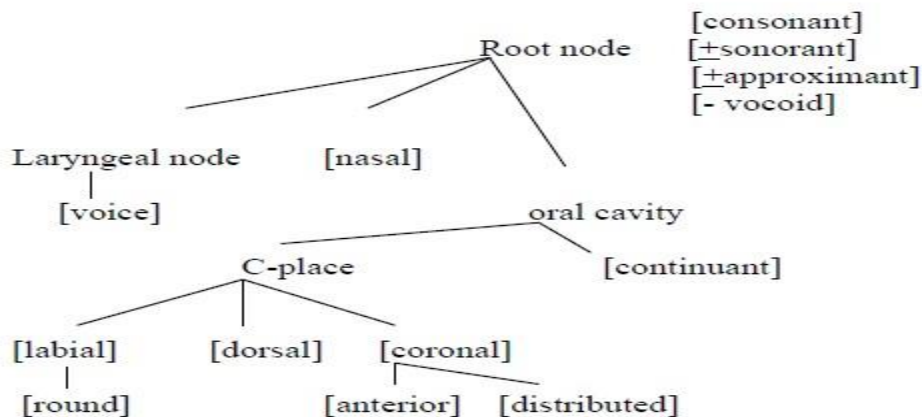 [consonant]
Root node [±sonorant]
[±approximant]
[- vocoid]
Laryngeal node [nasal]
[voice] oral cavity
C-place [continuant]
[labial] [dorsal] [coronal]
[round] [anterior] [distributed]